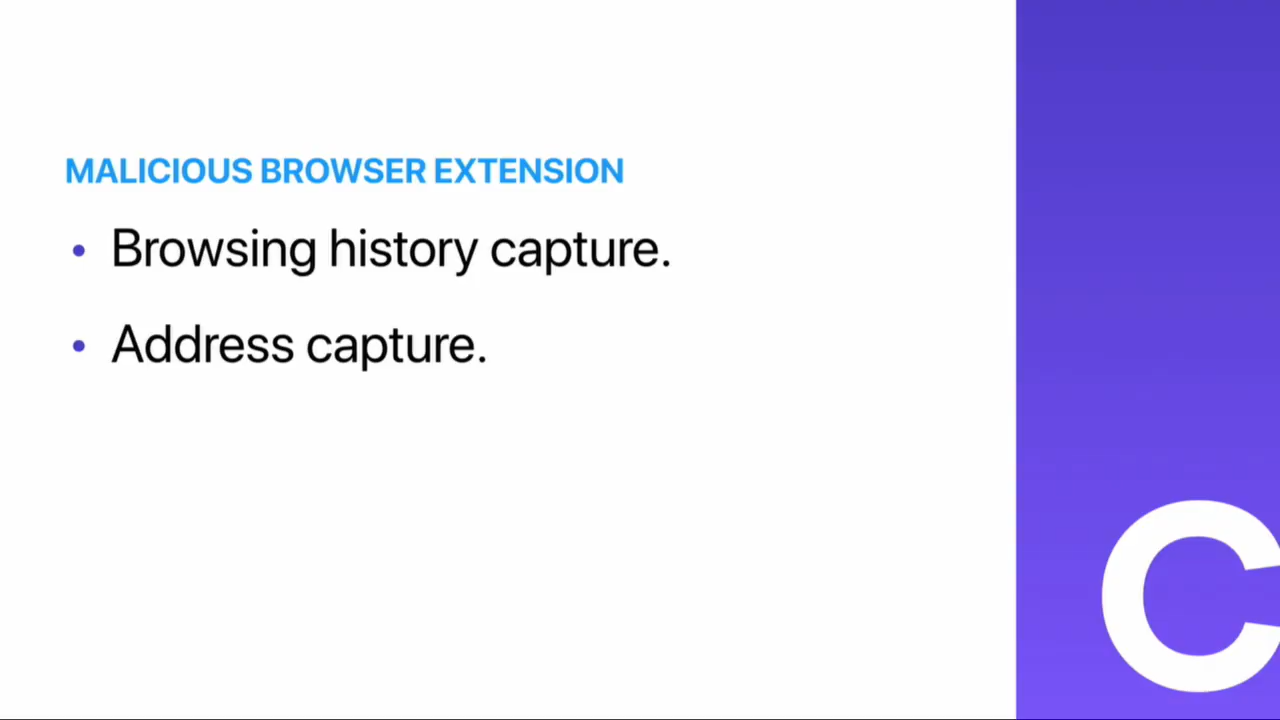 MALICIOUS BROWSER EXTENSION
• Browsing history capture.
• Address capture.
C